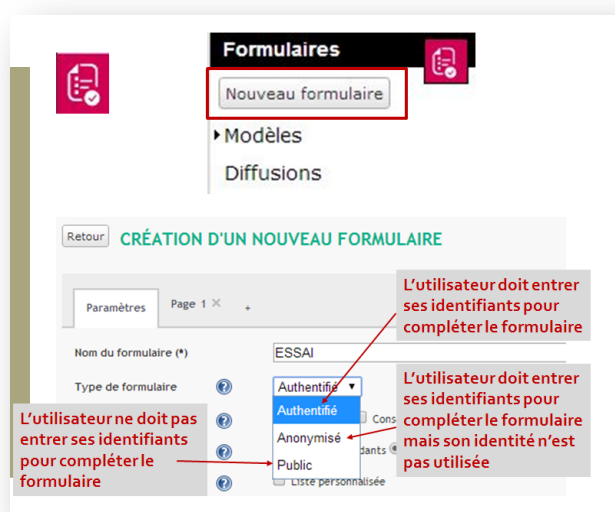 Formulaires
Nouveau formulaire
Modèles
Diffusions
Retour
CRÉATION D'UN NOUVEAU FORMULAIRE
Paramètres
Page 1
+
Nom du formulaire (*)
ESSAI
Type de formulaire
Authentifié
Authentifié
Anonymisé
Public
Cons
dants
Liste personnalisée
L'utilisateur doit entrer
ses identifiants pour
compléter le formulaire
L'utilisateur doit entrer
ses identifiants pour
compléter le formulaire
mais son identité n'est
pas utilisée
L'utilisateur ne doit pas
entrer ses identifiants
pour compléter le
formulaire